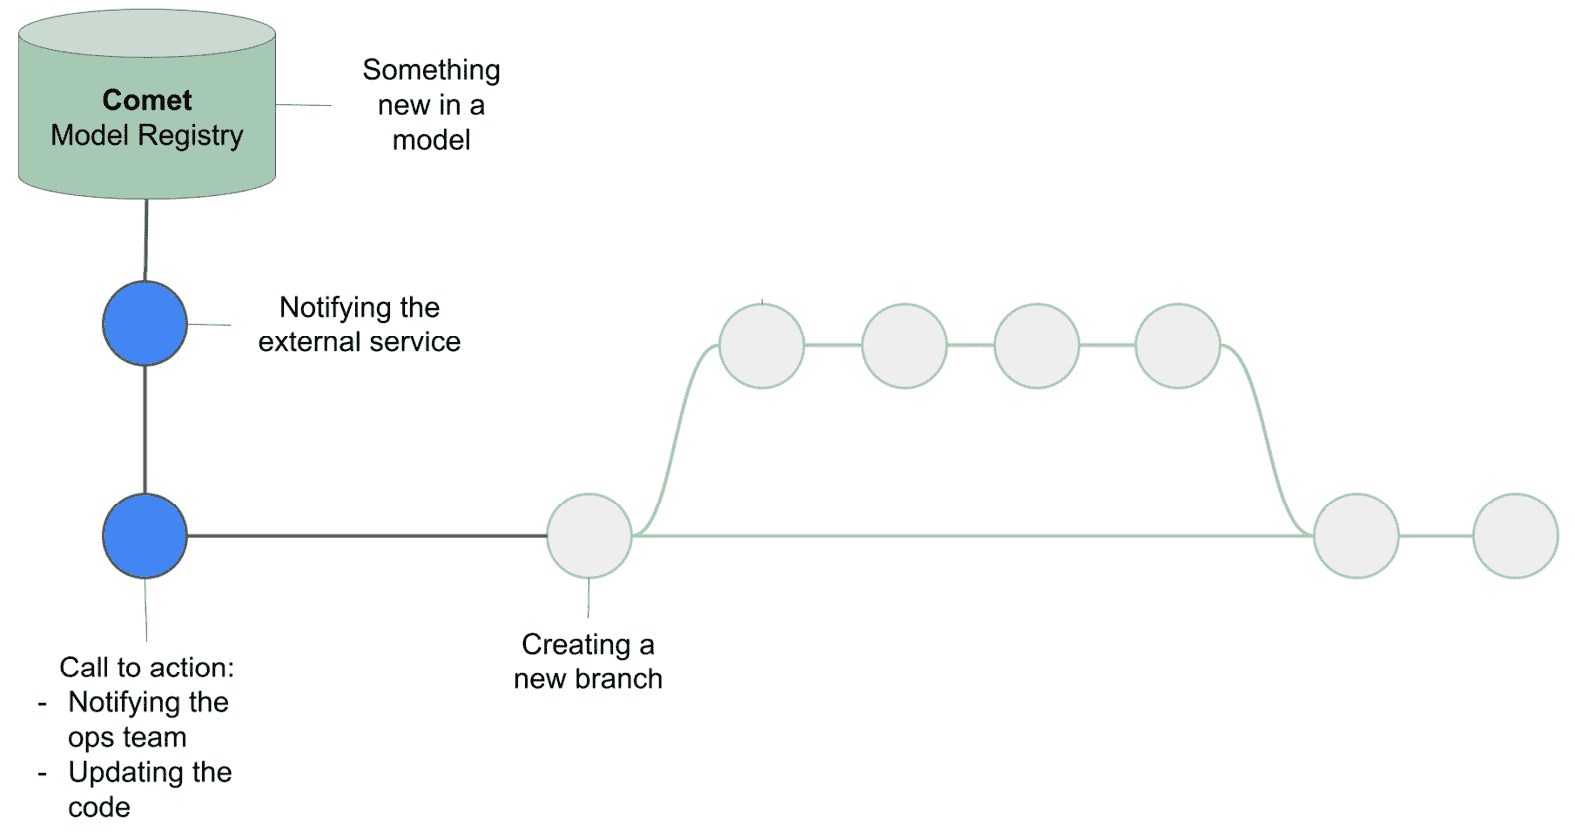 Comet
Model Registry
Something
new in a
model
Notifying the
external service
Call to action:
- Notifying the
ops team
- Updating the
code
Creating a
new branch